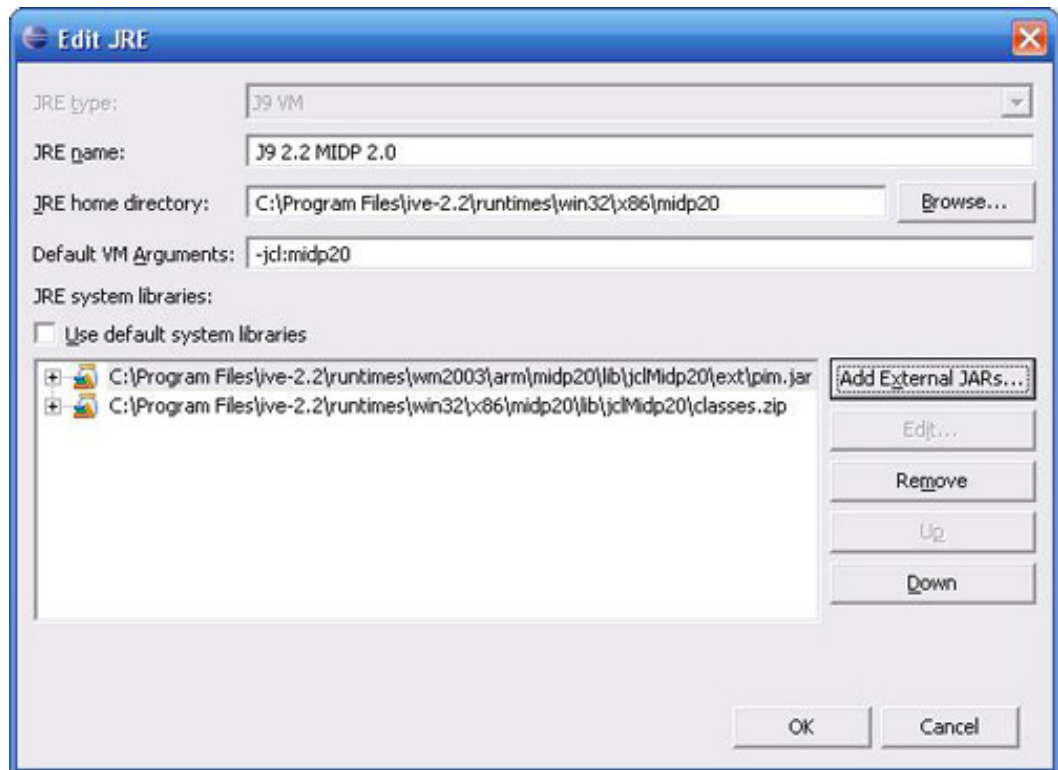 Edit JRE
JRE type: J9 VM
JRE name: J9 2.2 MIDP 2.0
JRE home directory: C:\Program Files\ive-2.2\runtimes\win32\x86\midp20 Browse...
Default VM Arguments: -jcl:midp20
JRE system libraries:
Use default system libraries
C:\Program Files\ive-2.2\runtimes\wm2003\arm\midp20\lib\jclMidp20\ext\pim.jar Add External JARs...
C:\Program Files\ive-2.2\runtimes\win32\x86\midp20\lib\jclMidp20\classes.zip
Edit...
Remove
Up
Down
OK Cancel